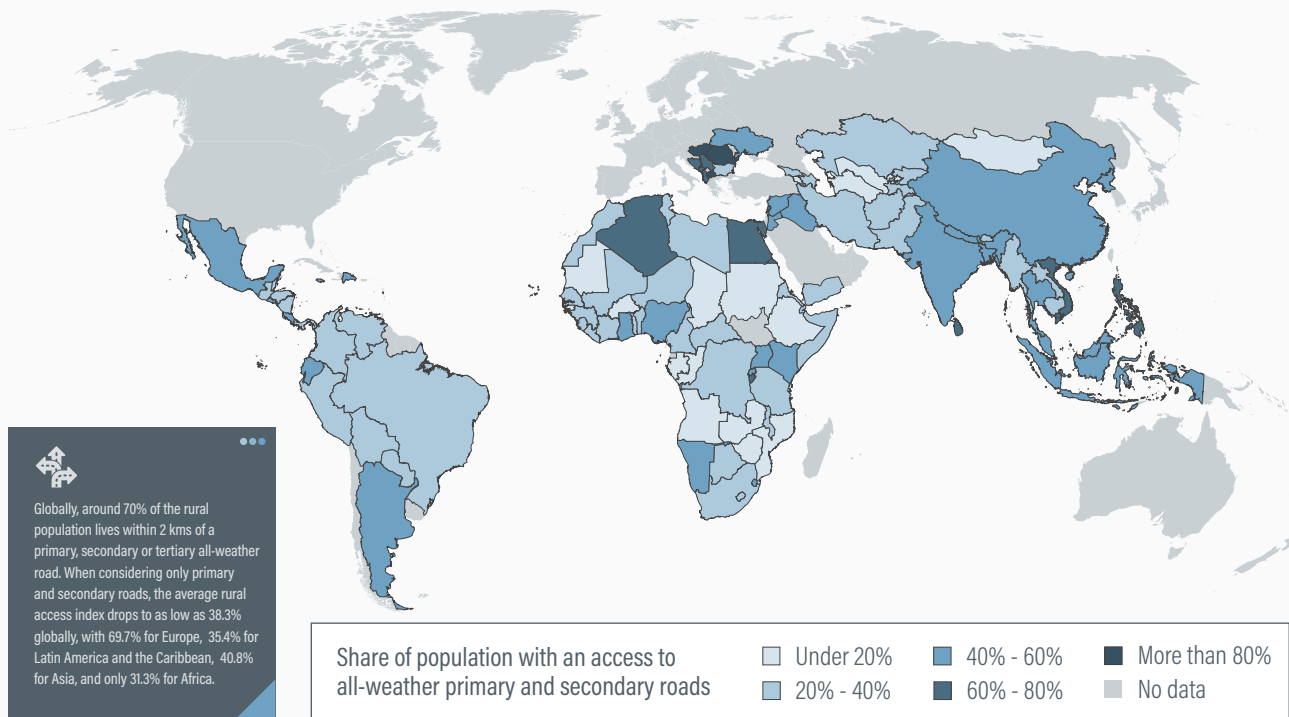 Globally, around 70% of the rural
population lives within 2 kms of a
primary, secondary or tertiary all-weather
road. When considering only primary
and secondary roads, the average rural
access index drops to as low as 38.3%
globally, with 69.7% for Europe, 35.4% for
Latin America and the Caribbean, 40.8%
for Asia, and only 31.3% for Africa.
Share of population with an access to
all-weather primary and secondary roads
Under 20%
20% - 40%
40% - 60%
60% - 80%
More than 80%
No data